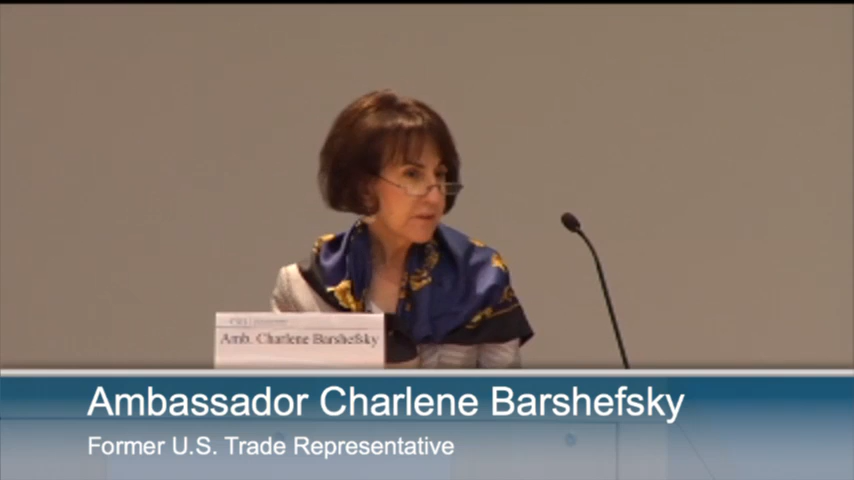 Amb. Charlene Barshefsky
Ambassador Charlene Barshefsky
Former U.S. Trade Representative